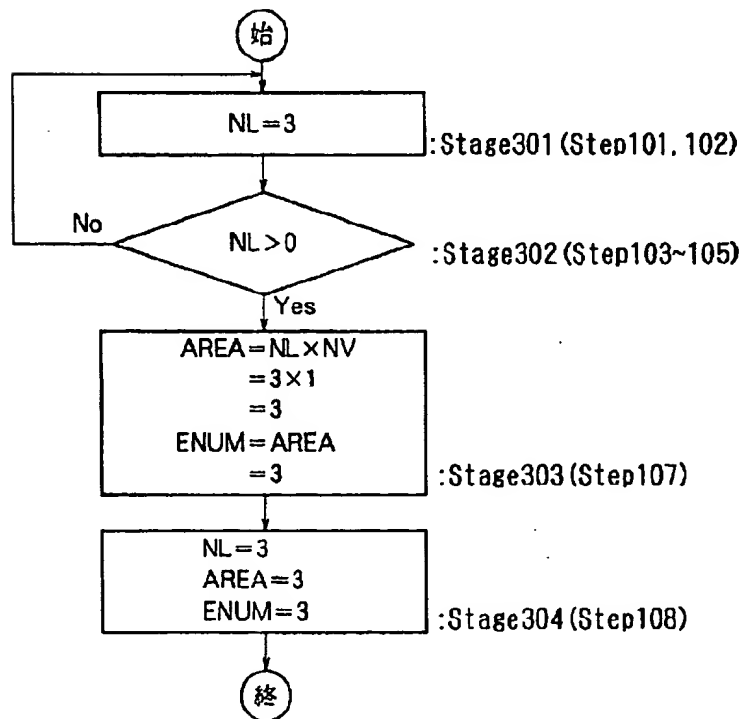 始
NL=3
:Stage301(Step101,102)
No
NL>0
:Stage302(Step103~105)
Yes
AREA=NL×NV
=3×1
=3
ENUM=AREA
=3
:Stage303(Step107)
NL=3
AREA=3
ENUM=3
:Stage304(Step108)
終